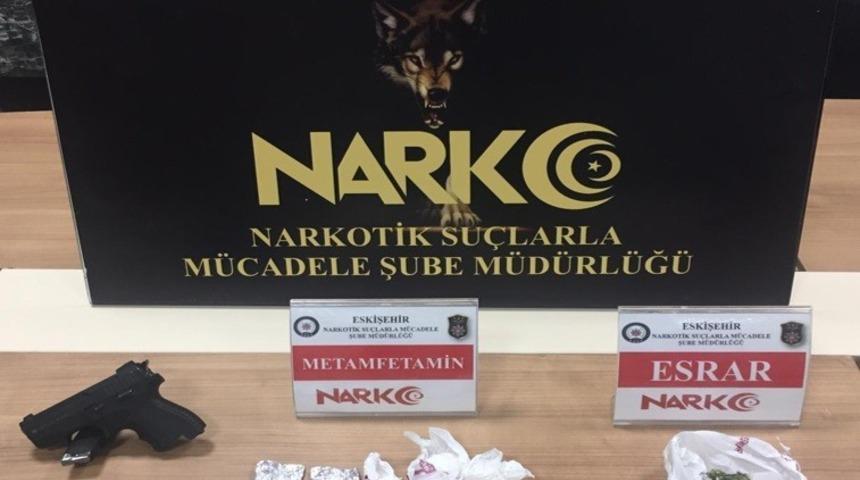 NARKO
NARKOTİK SUÇLARLA
MÜCADELE ŞUBE MÜDÜRLÜĞÜ
ESKİŞEHİR
NARKOTİK SUÇLARLA MÜCADELE
ŞUBE MÜDÜRLÜĞÜ
METAMFETAMİN
NARKO
ESKİŞEHİR
NARKOTİK SUÇLARLA MÜCADELE
ŞUBE MÜDÜRLÜĞÜ
ESRAR
NARKO